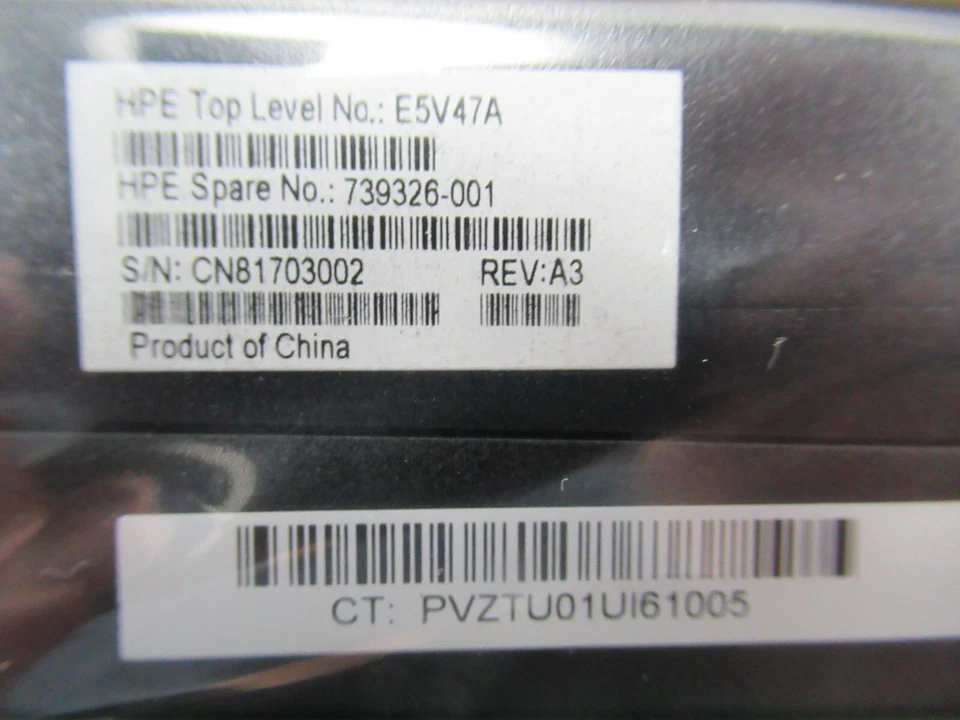 HPE Top Level No.: E5V47A
HPE Spare No.: 739326-001
S/N: CN81703002 REV:A3
Product of China
CT: PVZTU01UI61005